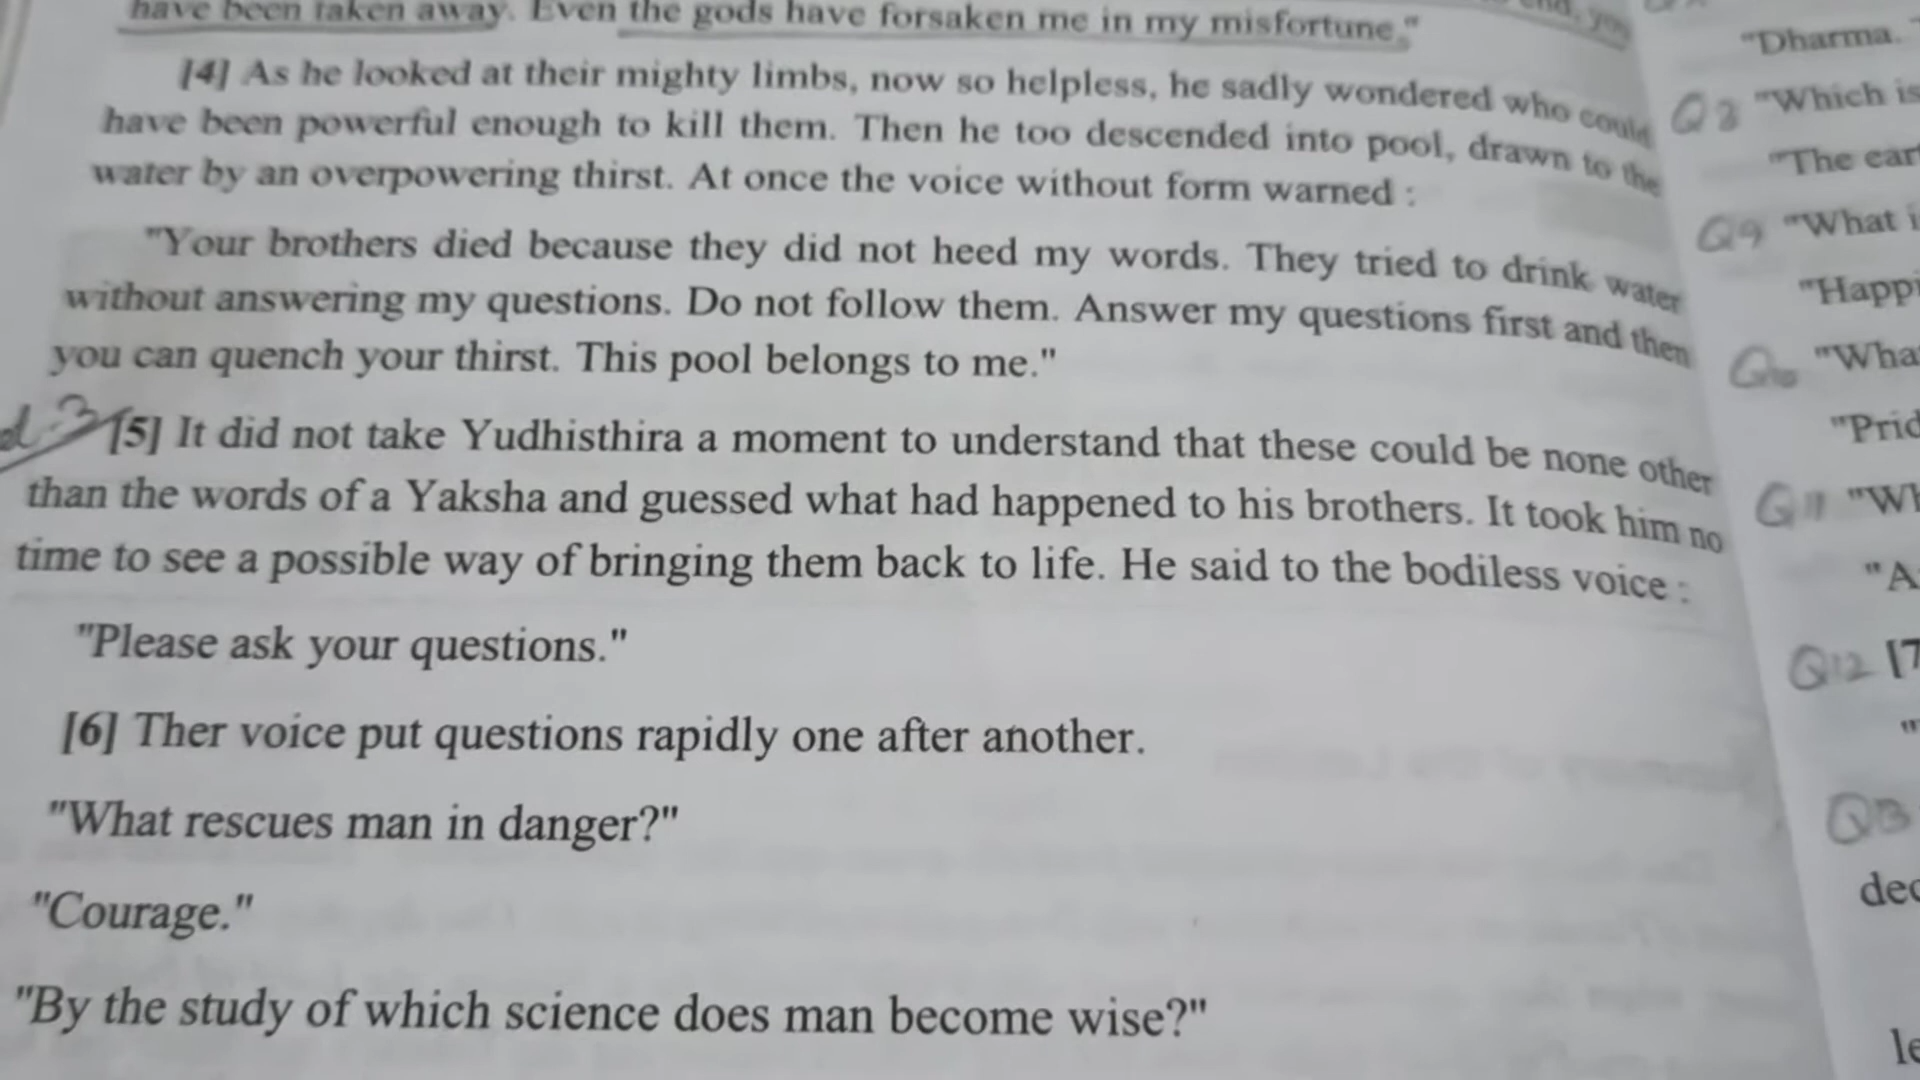 have been taken away. Even the gods have forsaken me in my misfortune."
[4] As he looked at their mighty limbs, now so helpless, he sadly wondered who could
have been powerful enough to kill them. Then he too descended into pool, drawn to the
water by an overpowering thirst. At once the voice without form warned :
"Your brothers died because they did not heed my words. They tried to drink water
without answering my questions. Do not follow them. Answer my questions first and then
you can quench your thirst. This pool belongs to me."
[5] It did not take Yudhisthira a moment to understand that these could be none other
than the words of a Yaksha and guessed what had happened to his brothers. It took him no
time to see a possible way of bringing them back to life. He said to the bodiless voice :
"Please ask your questions."
[6] Ther voice put questions rapidly one after another.
"What rescues man in danger?"
"Courage."
"By the study of which science does man become wise?"
"Dharma.
Q8 "Which is
"The
Q9 "What
Q10
Q11
"A
Q12 [7
Q13